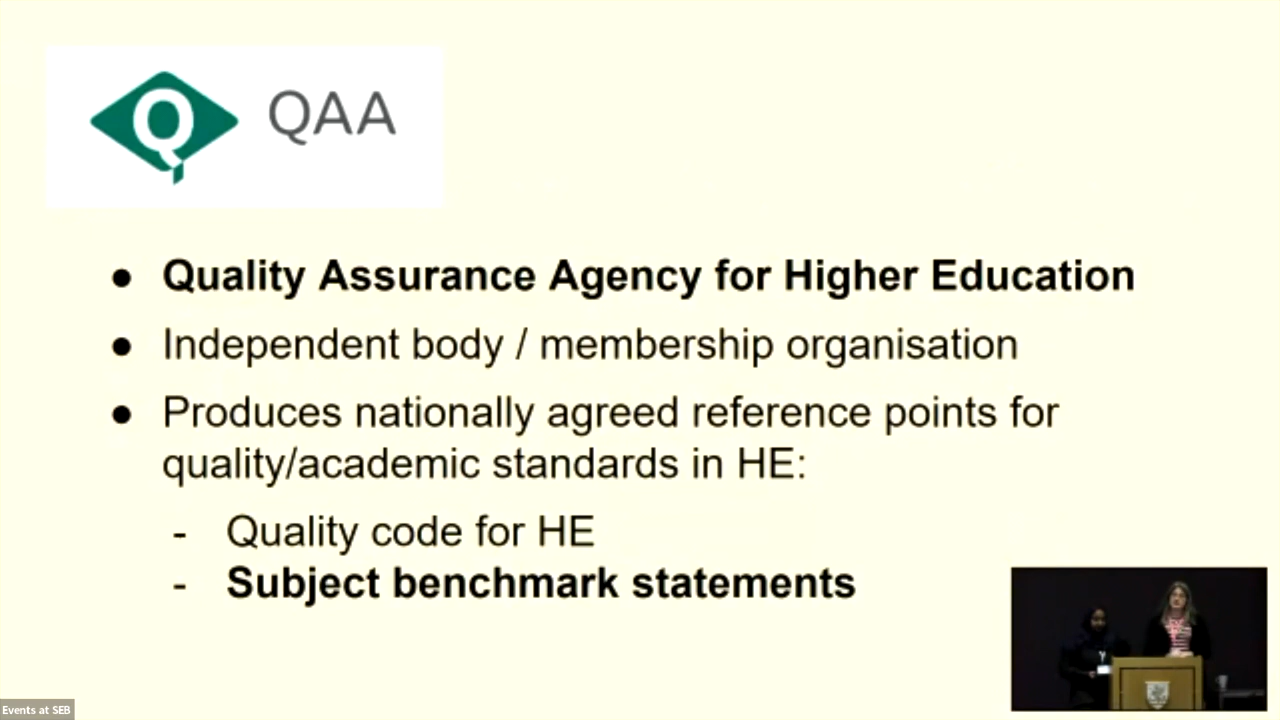 Q QAA
● Quality Assurance Agency for Higher Education
● Independent body / membership organisation
● Produces nationally agreed reference points for
quality/academic standards in HE:
- Quality code for HE
- Subject benchmark statements
Events at SEB